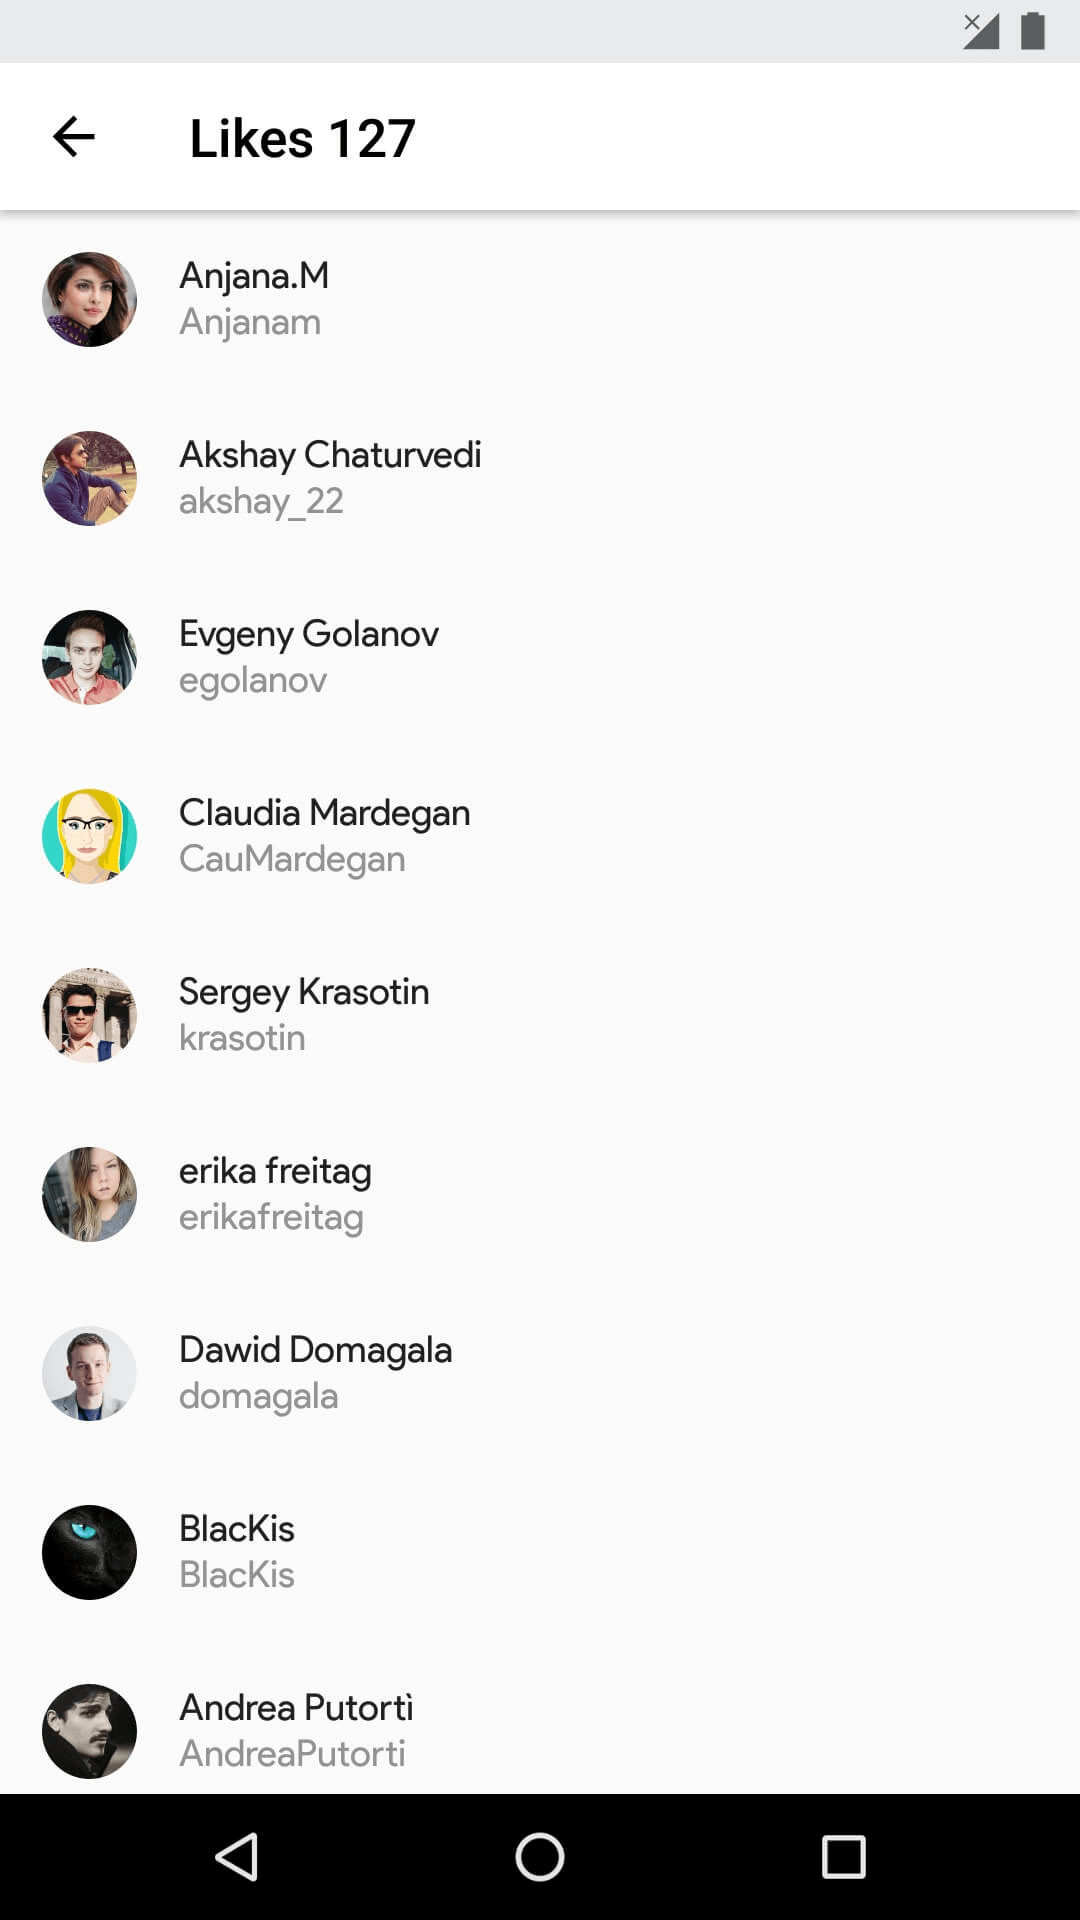 Likes 127
Anjana.M
Anjanam
Akshay Chaturvedi
akshay_22
Evgeny Golanov
egolanov
Claudia Mardegan
CauMardegan
Sergey Krasotin
krasotin
erika freitag
erikafreitag
Dawid Domagala
domagala
BlacKis
BlacKis
Andrea Putortì
AndreaPutorti